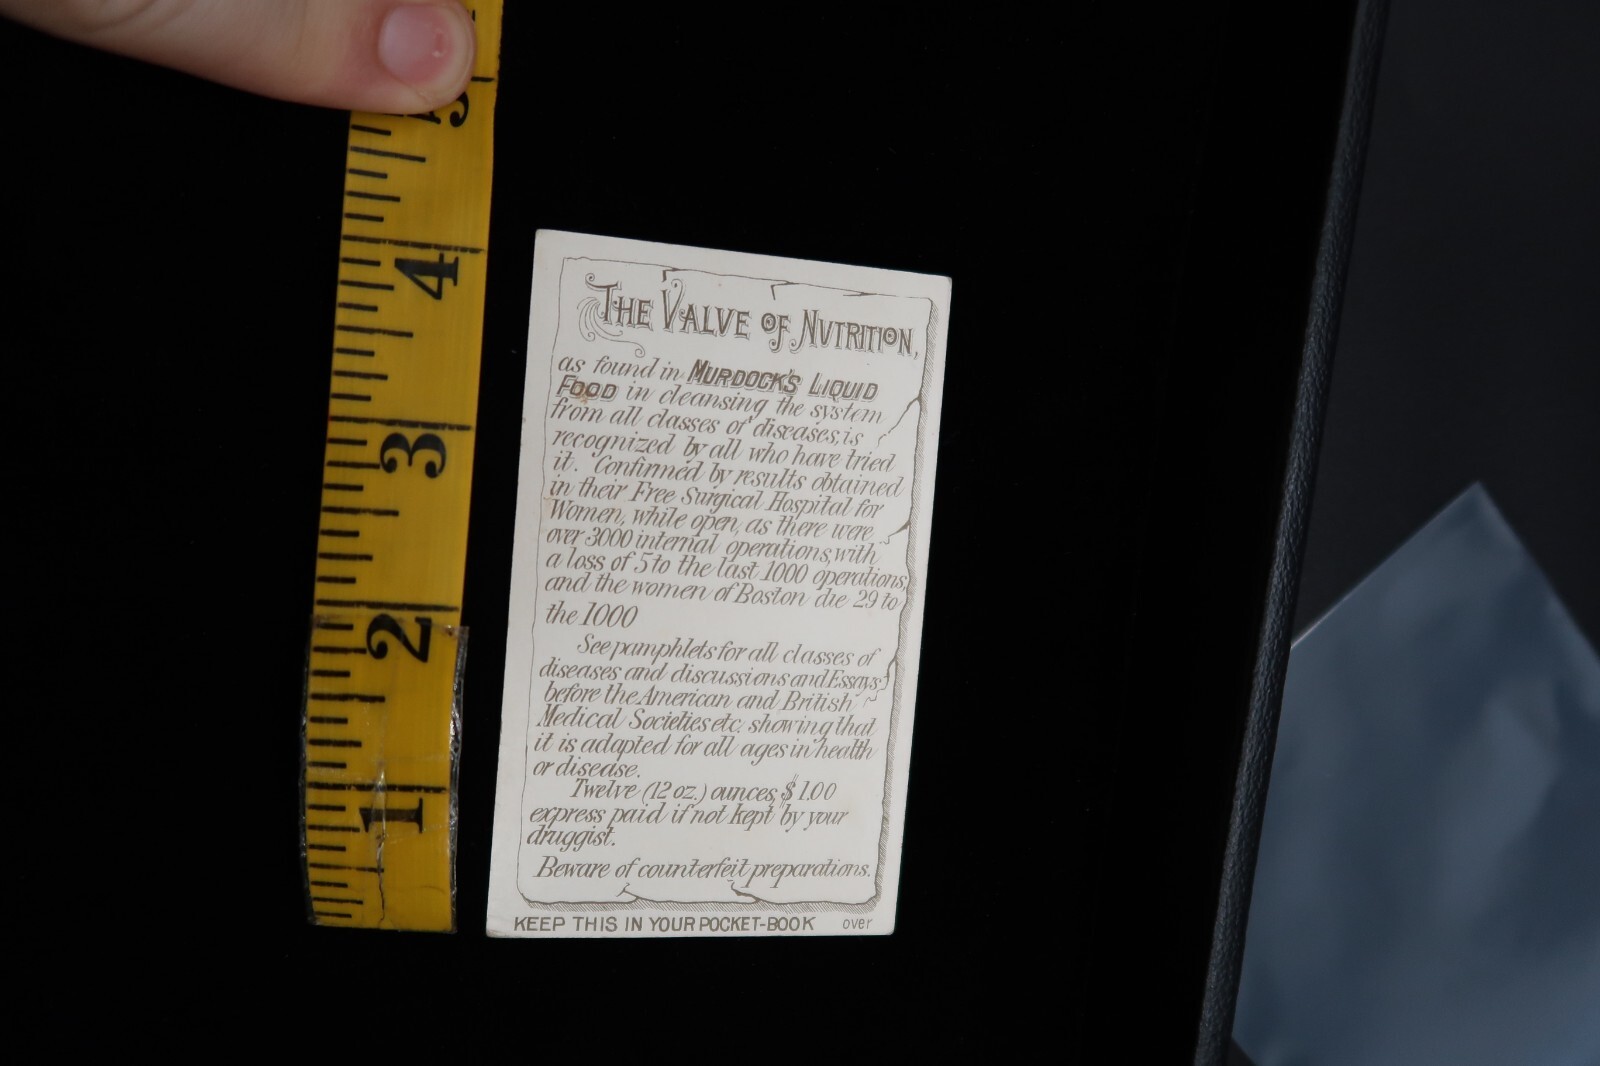 5
4
3
2
1
THE VALVE OF NVTRITION,
as found in MURDOCK'S LIQUID
FOOD in cleansing the system
from all classes of diseases, is
recognized by all who have tried
it. Confirmed by results obtained
in their Free Surgical Hospital for
Women, while open, as there were
over 3000 internal operations, with
a loss of 5 to the last 1000 operations,
and the women of Boston die 29 to
the 1000
See pamphlets for all classes of
diseases and discussions and Essays
before the American and British
Medical Societies etc. showing that
it is adapted for all ages in health
or disease.
Twelve (12 oz.) ounces, $1.00
express paid if not kept by your
druggist.
Beware of counterfeit preparations.
KEEP THIS IN YOUR POCKET-BOOK over